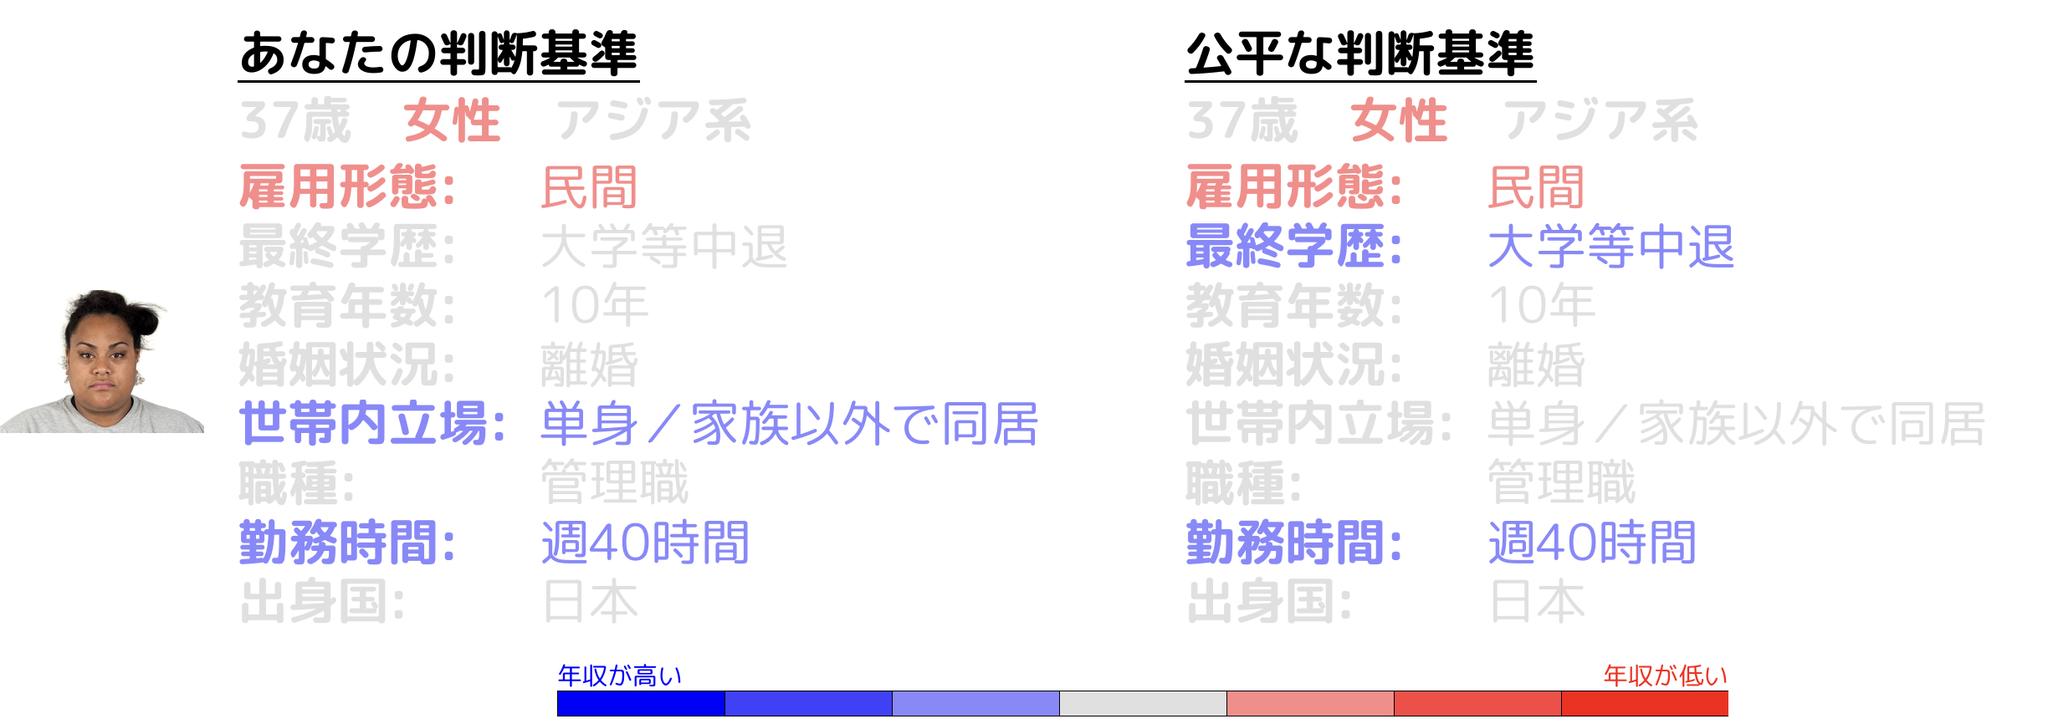 あなたの判断基準
37歳 女性 アジア系
雇用形態: 民間
最終学歴: 大学等中退
教育年数: 10年
婚姻状況: 離婚
世帯内立場: 単身／家族以外で同居
職種: 管理職
勤務時間: 週40時間
出身国: 日本
公平な判断基準
37歳 女性 アジア系
雇用形態: 民間
最終学歴: 大学等中退
教育年数: 10年
婚姻状況: 離婚
世帯内立場: 単身／家族以外で同居
職種: 管理職
勤務時間: 週40時間
出身国: 日本
年収が高い
年収が低い